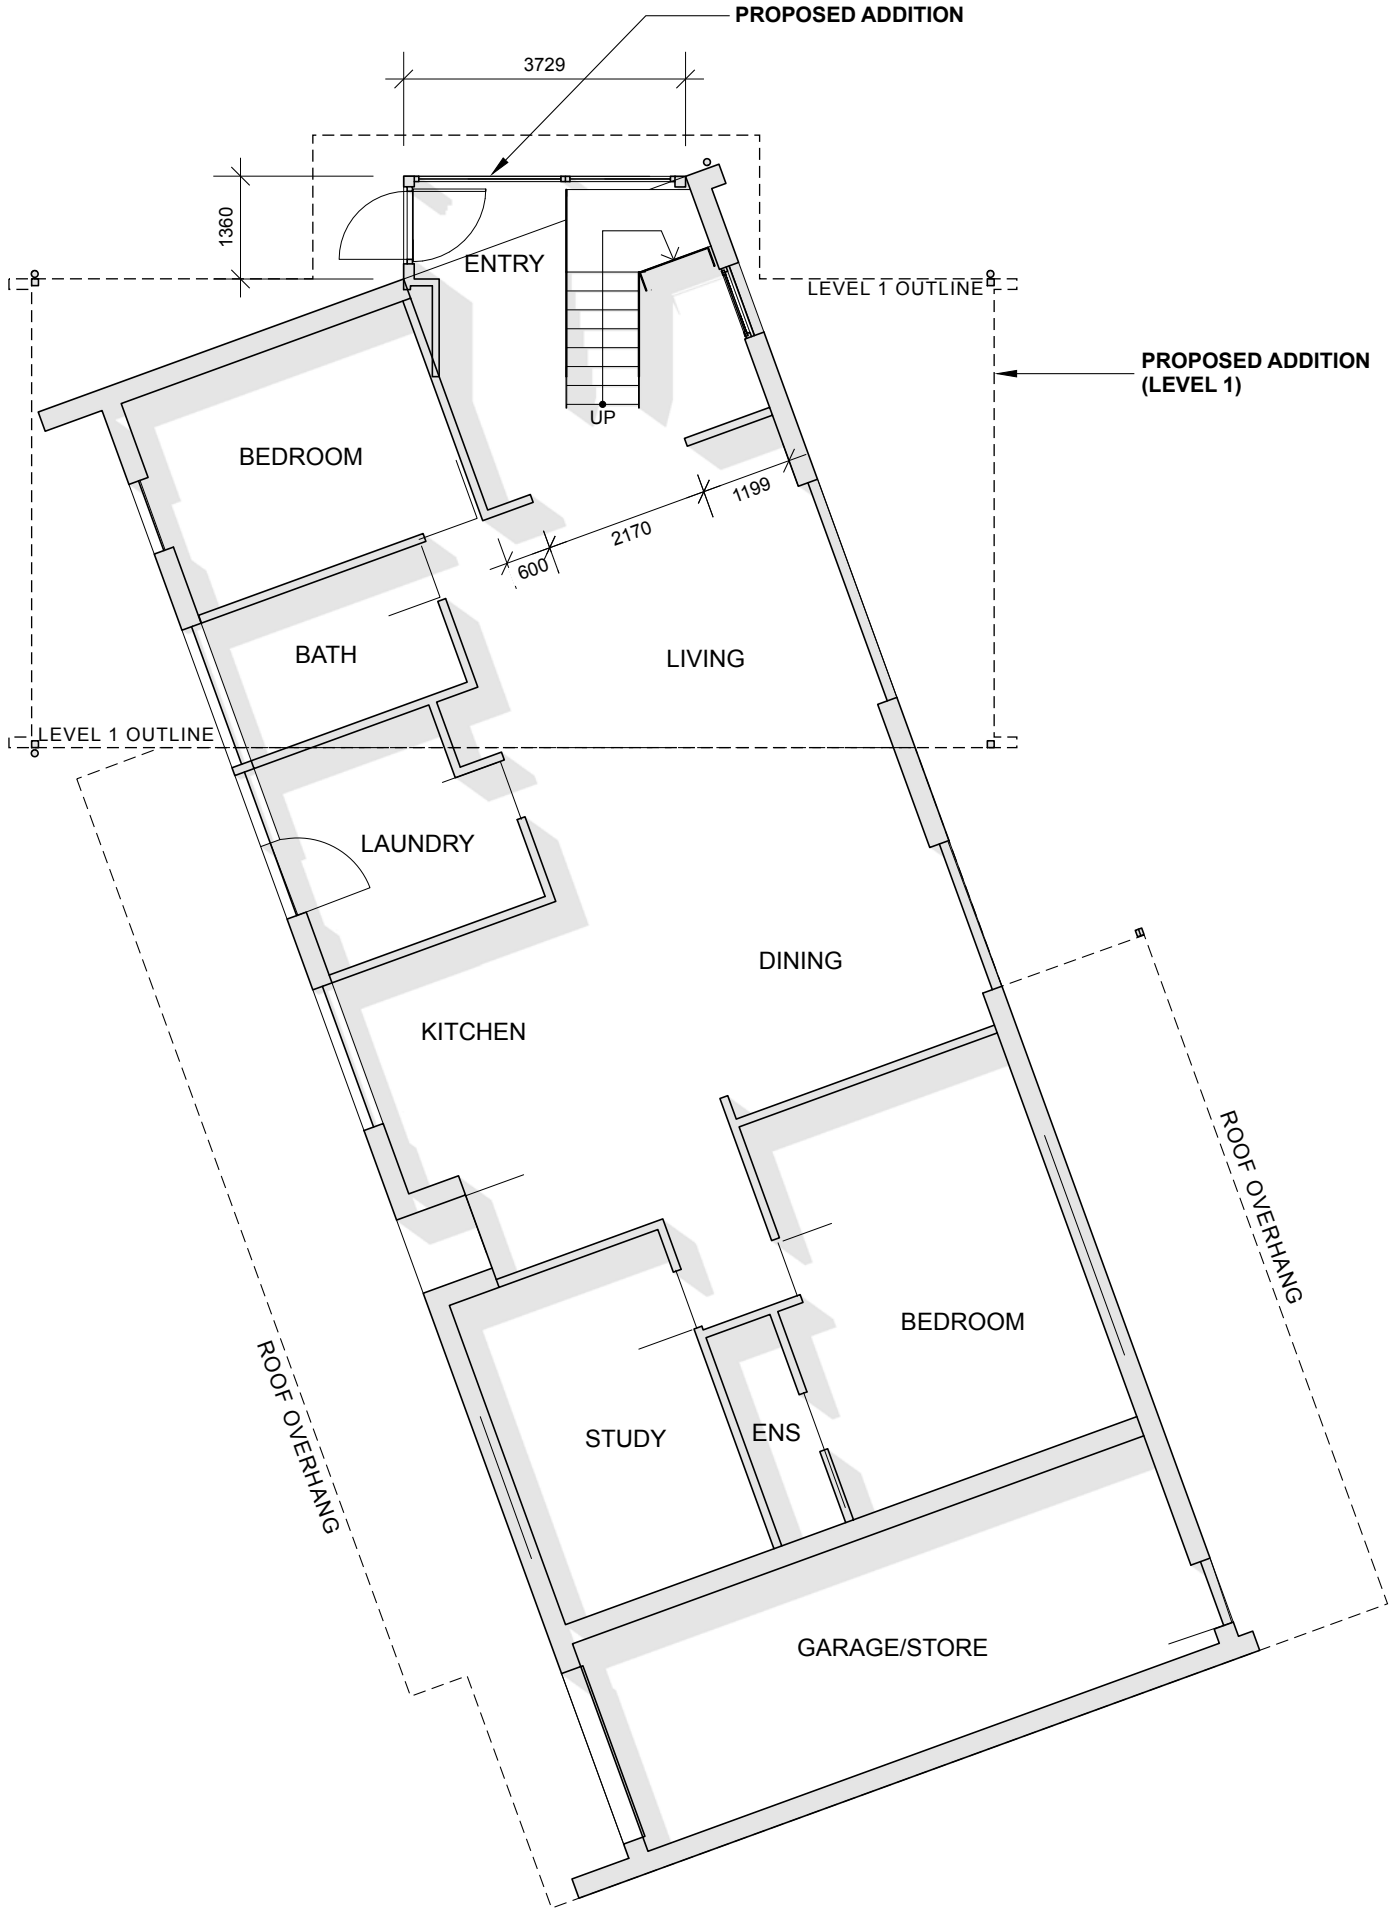 PROPOSED ADDITION
3729
1360
ENTRY
LEVEL 1 OUTLINE
PROPOSED ADDITION
(LEVEL 1)
UP
BEDROOM
1199
2170
600
BATH
LIVING
LEVEL 1 OUTLINE
LAUNDRY
DINING
KITCHEN
ROOF OVERHANG
BEDROOM
ROOF OVERHANG
STUDY
ENS
GARAGE/STORE